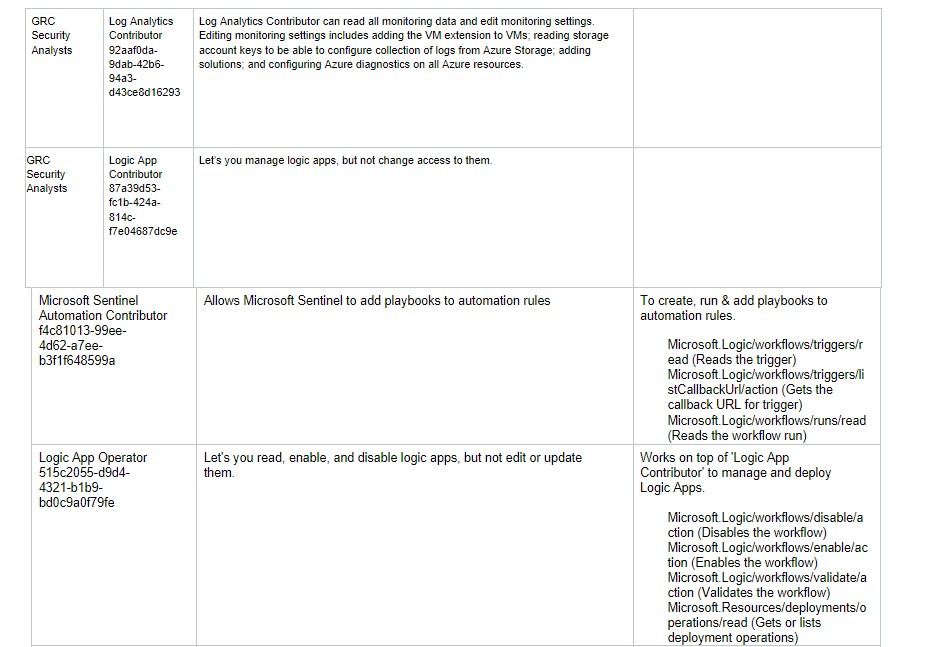 GRC
Security
Analysts
Log Analytics
Contributor
92aaf0da-
9dab-42b6-
94a3-
d43ce8d16293
Log Analytics Contributor can read all monitoring data and edit monitoring settings.
Editing monitoring settings includes adding the VM extension to VMs; reading storage
account keys to be able to configure collection of logs from Azure Storage; adding
solutions; and configuring Azure diagnostics on all Azure resources.
GRC
Security
Analysts
Logic App
Contributor
87a39d53-
fc1b-424a-
814c-
f7e04687dc9e
Let's you manage logic apps, but not change access to them.
Microsoft Sentinel
Automation Contributor
f4c81013-99ee-
4d62-a7ee-
b3f1f648599a
Allows Microsoft Sentinel to add playbooks to automation rules
To create, run & add playbooks to
automation rules.
Microsoft.Logic/workflows/triggers/r
ead (Reads the trigger)
Microsoft.Logic/workflows/triggers/li
stCallbackUrl/action (Gets the
callback URL for trigger)
Microsoft.Logic/workflows/runs/read
(Reads the workflow run)
Logic App Operator
515c2055-d9d4-
4321-b1b9-
bd0c9a0f79fe
Let's you read, enable, and disable logic apps, but not edit or update
them.
Works on top of 'Logic App
Contributor' to manage and deploy
Logic Apps.
Microsoft.Logic/workflows/disable/a
ction (Disables the workflow)
Microsoft.Logic/workflows/enable/ac
tion (Enables the workflow)
Microsoft.Logic/workflows/validate/a
ction (Validates the workflow)
Microsoft.Resources/deployments/o
perations/read (Gets or lists
deployment operations)